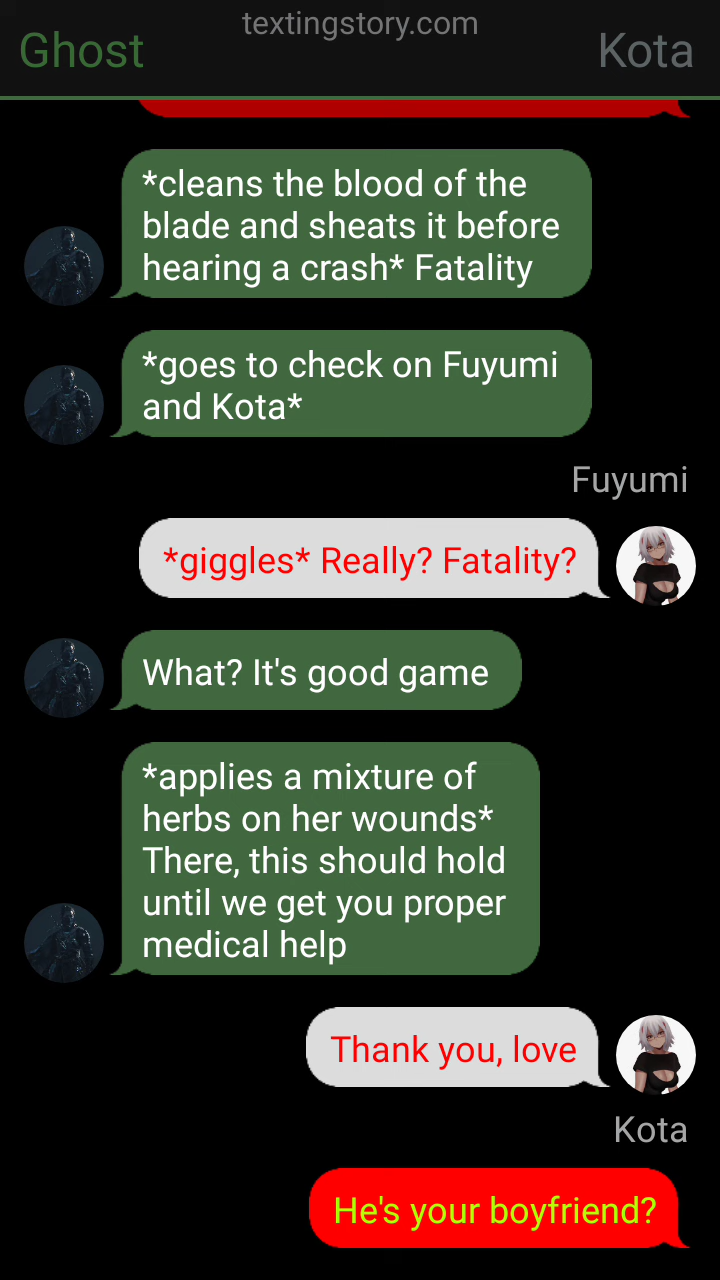 textingstory.com
Ghost
Kota
*cleans the blood of the
blade and sheats it before
hearing a crash* Fatality
*goes to check on Fuyumi
and Kota*
Fuyumi
*giggles* Really? Fatality?
What? It's good game
*applies a mixture of
herbs on her wounds*
There, this should hold
until we get you proper
medical help
Thank you, love
Kota
He's your boyfriend?